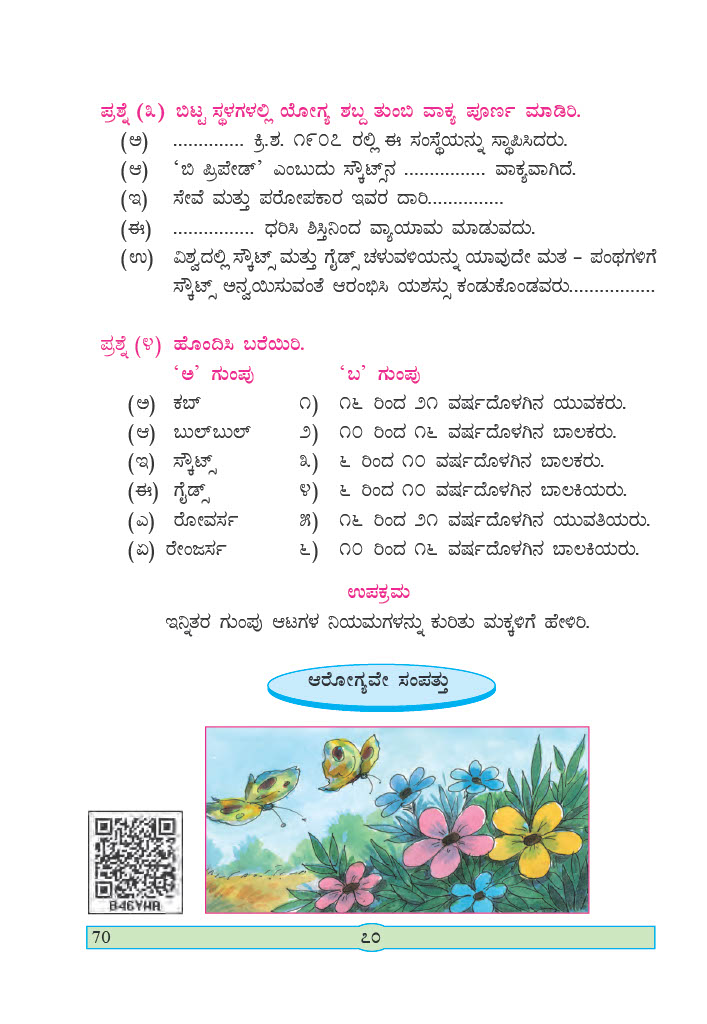 ಪ್ರಶ್ನೆ (೩) ಬಿಟ್ಟ ಸ್ಥಳಗಳಲ್ಲಿ ಯೋಗ್ಯ ಶಬ್ದ ತುಂಬಿ ವಾಕ್ಯ ಪೂರ್ಣ ಮಾಡಿರಿ.
(ಅ) .............. ಕ್ರಿ.ಶ. ೧೯೦೭ ರಲ್ಲಿ ಈ ಸಂಸ್ಥೆಯನ್ನು ಸ್ಥಾಪಿಸಿದರು.
(ಆ) ‘ಬಿ ಪ್ರಿಪೇಡ್’ ಎಂಬುದು ಸ್ಕೌಟ್ಸ್‌ನ ................ ವಾಕ್ಯವಾಗಿದೆ.
(ಇ) ಸೇವೆ ಮತ್ತು ಪರೋಪಕಾರ ಇವರ ದಾರಿ...............
(ಈ) ................ ಧರಿಸಿ ಶಿಸ್ತಿನಿಂದ ವ್ಯಾಯಾಮ ಮಾಡುವದು.
(ಉ) ವಿಶ್ವದಲ್ಲಿ ಸ್ಕೌಟ್ಸ್ ಮತ್ತು ಗೈಡ್ಸ್ ಚಳುವಳಿಯನ್ನು ಯಾವುದೇ ಮತ – ಪಂಥಗಳಿಗೆ
ಸ್ಕೌಟ್ಸ್ ಅನ್ವಯಿಸುವಂತೆ ಆರಂಭಿಸಿ ಯಶಸ್ಸು ಕಂಡುಕೊಂಡವರು.................
ಪ್ರಶ್ನೆ (೪) ಹೊಂದಿಸಿ ಬರೆಯಿರಿ.
‘ಅ’ ಗುಂಪು ‘ಬ’ ಗುಂಪು
(ಅ) ಕಬ್ ೧) ೧೬ ರಿಂದ ೨೧ ವರ್ಷದೊಳಗಿನ ಯುವಕರು.
(ಆ) ಬುಲ್‌ಬುಲ್ ೨) ೧೦ ರಿಂದ ೧೬ ವರ್ಷದೊಳಗಿನ ಬಾಲಕರು.
(ಇ) ಸ್ಕೌಟ್ಸ್ ೩) ೬ ರಿಂದ ೧೦ ವರ್ಷದೊಳಗಿನ ಬಾಲಕರು.
(ಈ) ಗೈಡ್ಸ್ ೪) ೬ ರಿಂದ ೧೦ ವರ್ಷದೊಳಗಿನ ಬಾಲಕಿಯರು.
(ಎ) ರೋವರ್ಸ ೫) ೧೬ ರಿಂದ ೨೧ ವರ್ಷದೊಳಗಿನ ಯುವತಿಯರು.
(ಏ) ರೇಂಜರ್ಸ ೬) ೧೦ ರಿಂದ ೧೬ ವರ್ಷದೊಳಗಿನ ಬಾಲಕಿಯರು.
ಉಪಕ್ರಮ
ಇನ್ನಿತರ ಗುಂಪು ಆಟಗಳ ನಿಯಮಗಳನ್ನು ಕುರಿತು ಮಕ್ಕಳಿಗೆ ಹೇಳಿರಿ.
ಆರೋಗ್ಯವೇ ಸಂಪತ್ತು
B46YWA
70 ೭೦